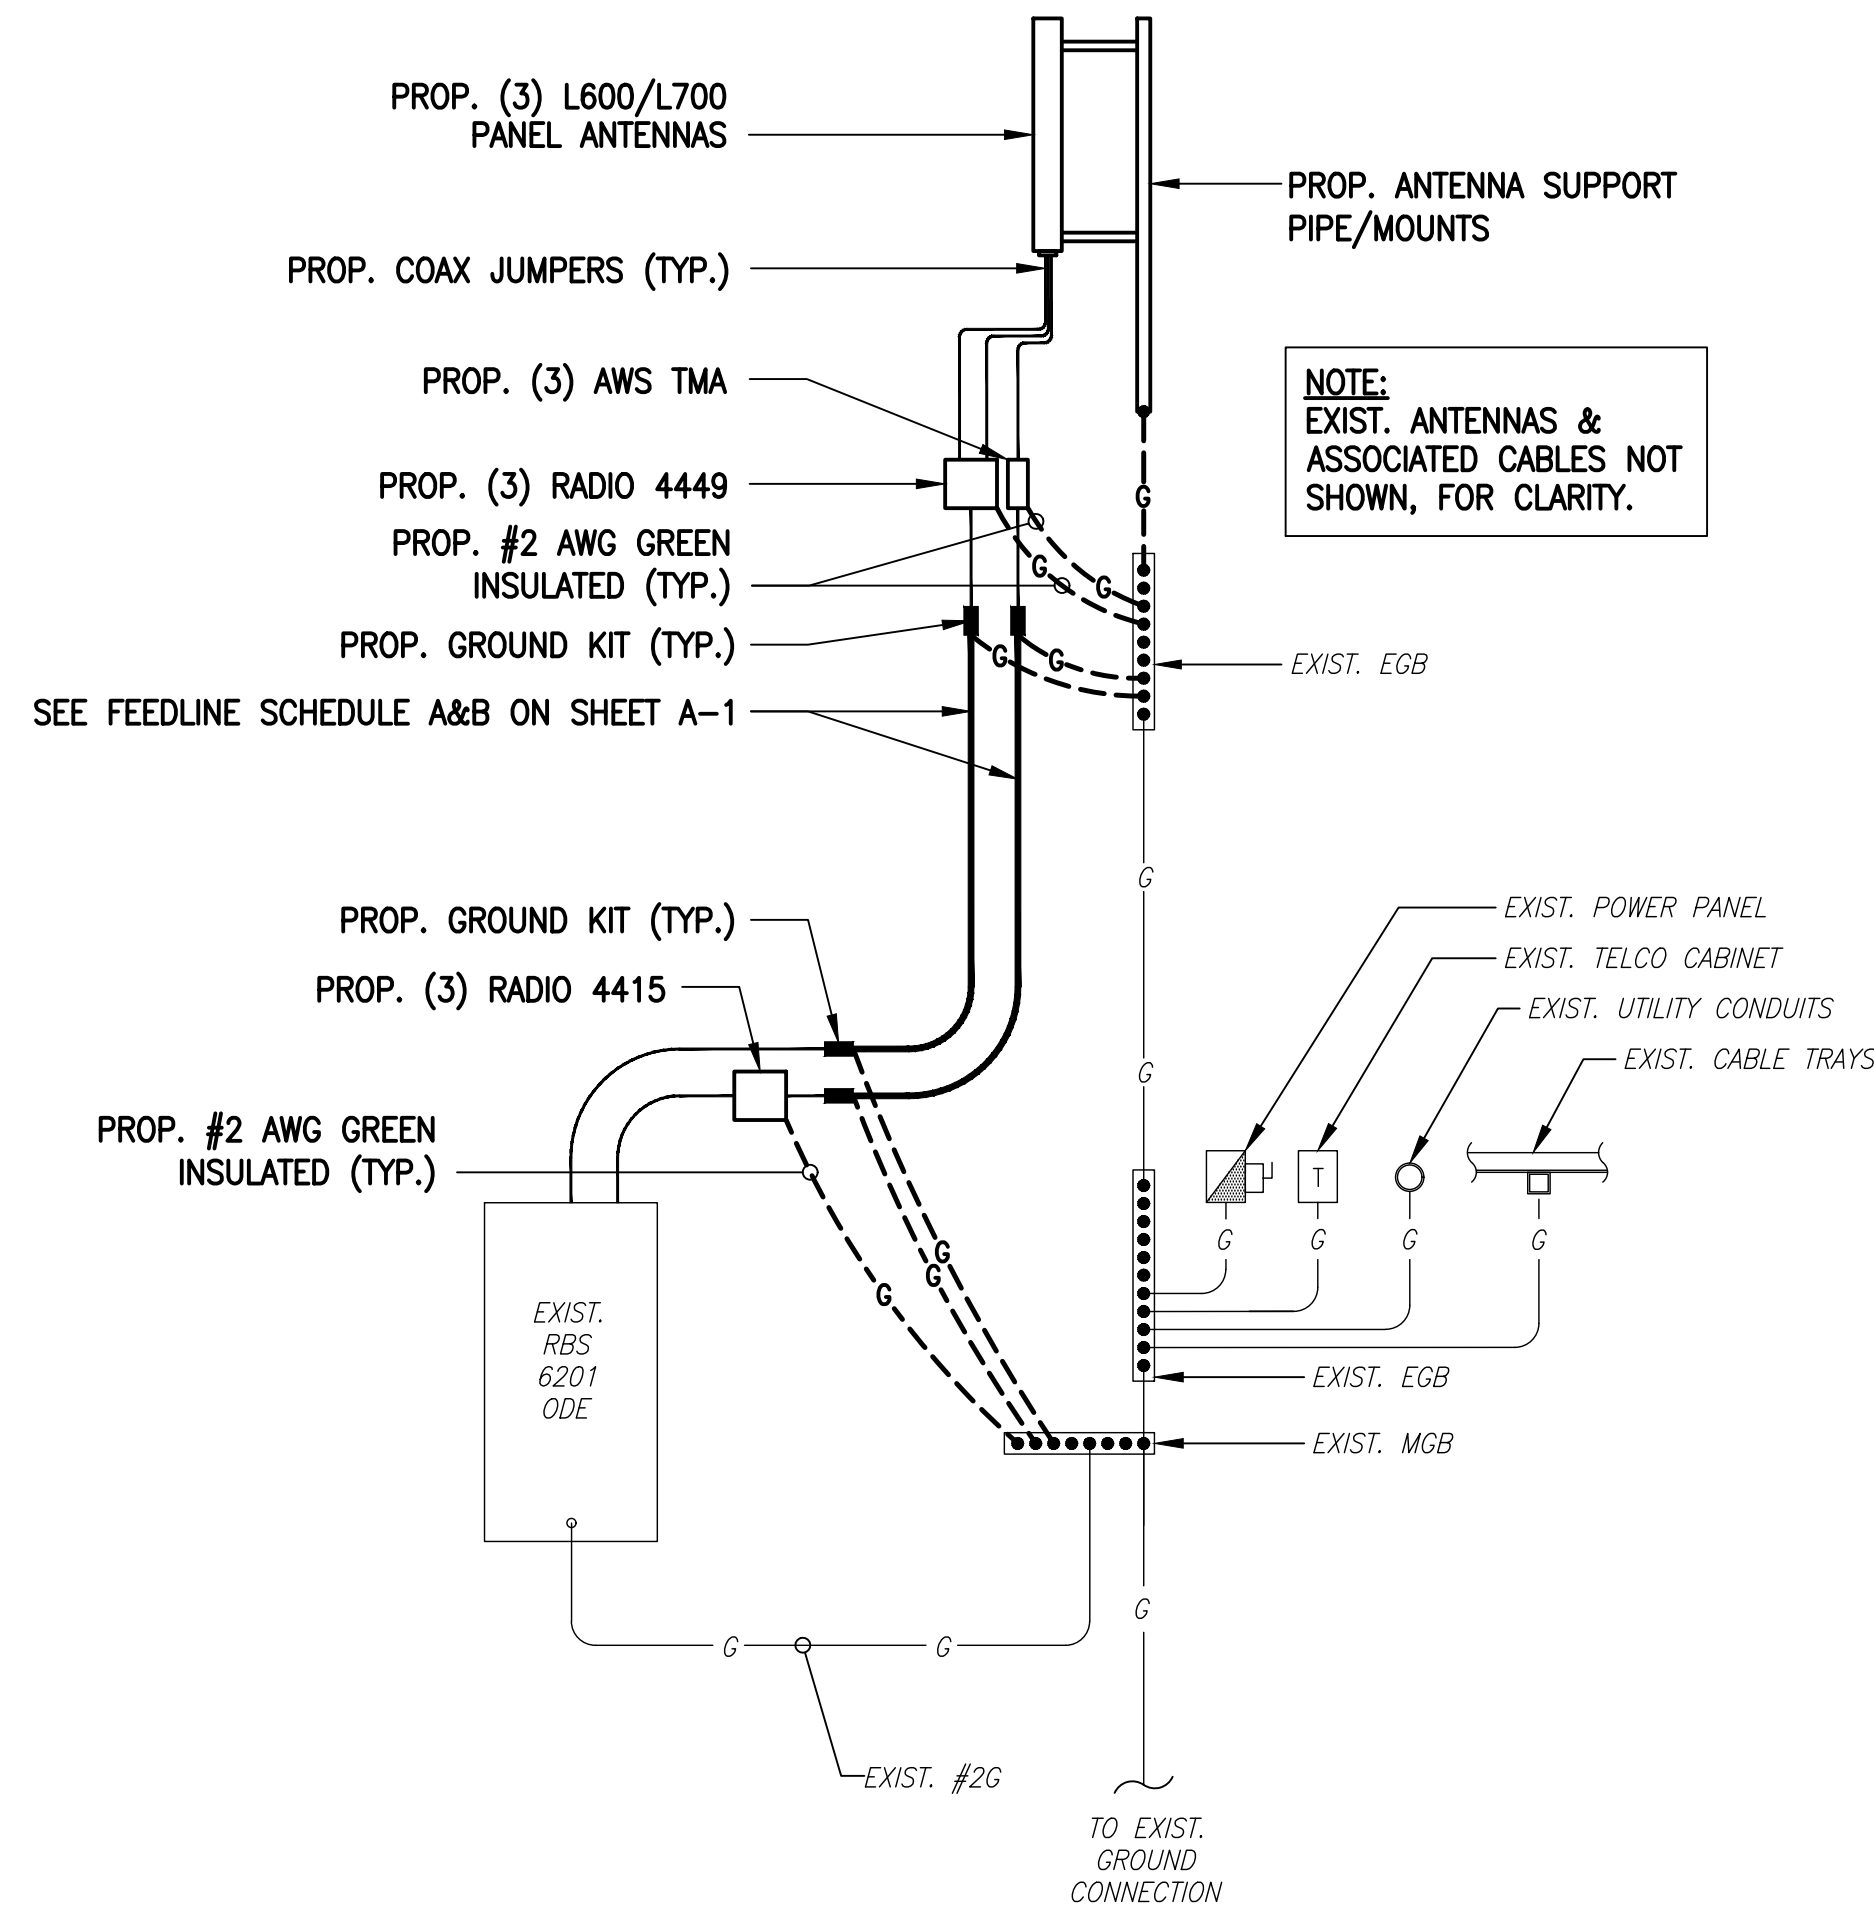 PROP. (3) L600/L700
PANEL ANTENNAS
PROP. ANTENNA SUPPORT
PIPE/MOUNTS
PROP. COAX JUMPERS (TYP.)
PROP. (3) AWS TMA
NOTE:
EXIST. ANTENNAS &
ASSOCIATED CABLES NOT
SHOWN, FOR CLARITY.
PROP. (3) RADIO 4449
G
PROP. #2 AWG GREEN
INSULATED (TYP.)
G
G
PROP. GROUND KIT (TYP.)
G
G
EXIST. EGB
SEE FEEDLINE SCHEDULE A&B ON SHEET A-1
G
PROP. GROUND KIT (TYP.)
EXIST. POWER PANEL
EXIST. TELCO CABINET
PROP. (3) RADIO 4415
EXIST. UTILITY CONDUITS
EXIST. CABLE TRAYS
G
PROP. #2 AWG GREEN
INSULATED (TYP.)
T
G
G
G
G
G
G
G
EXIST.
RBS
6201
ODE
EXIST. EGB
EXIST. MGB
G
G
G
EXIST. #2G
TO EXIST.
GROUND
CONNECTION